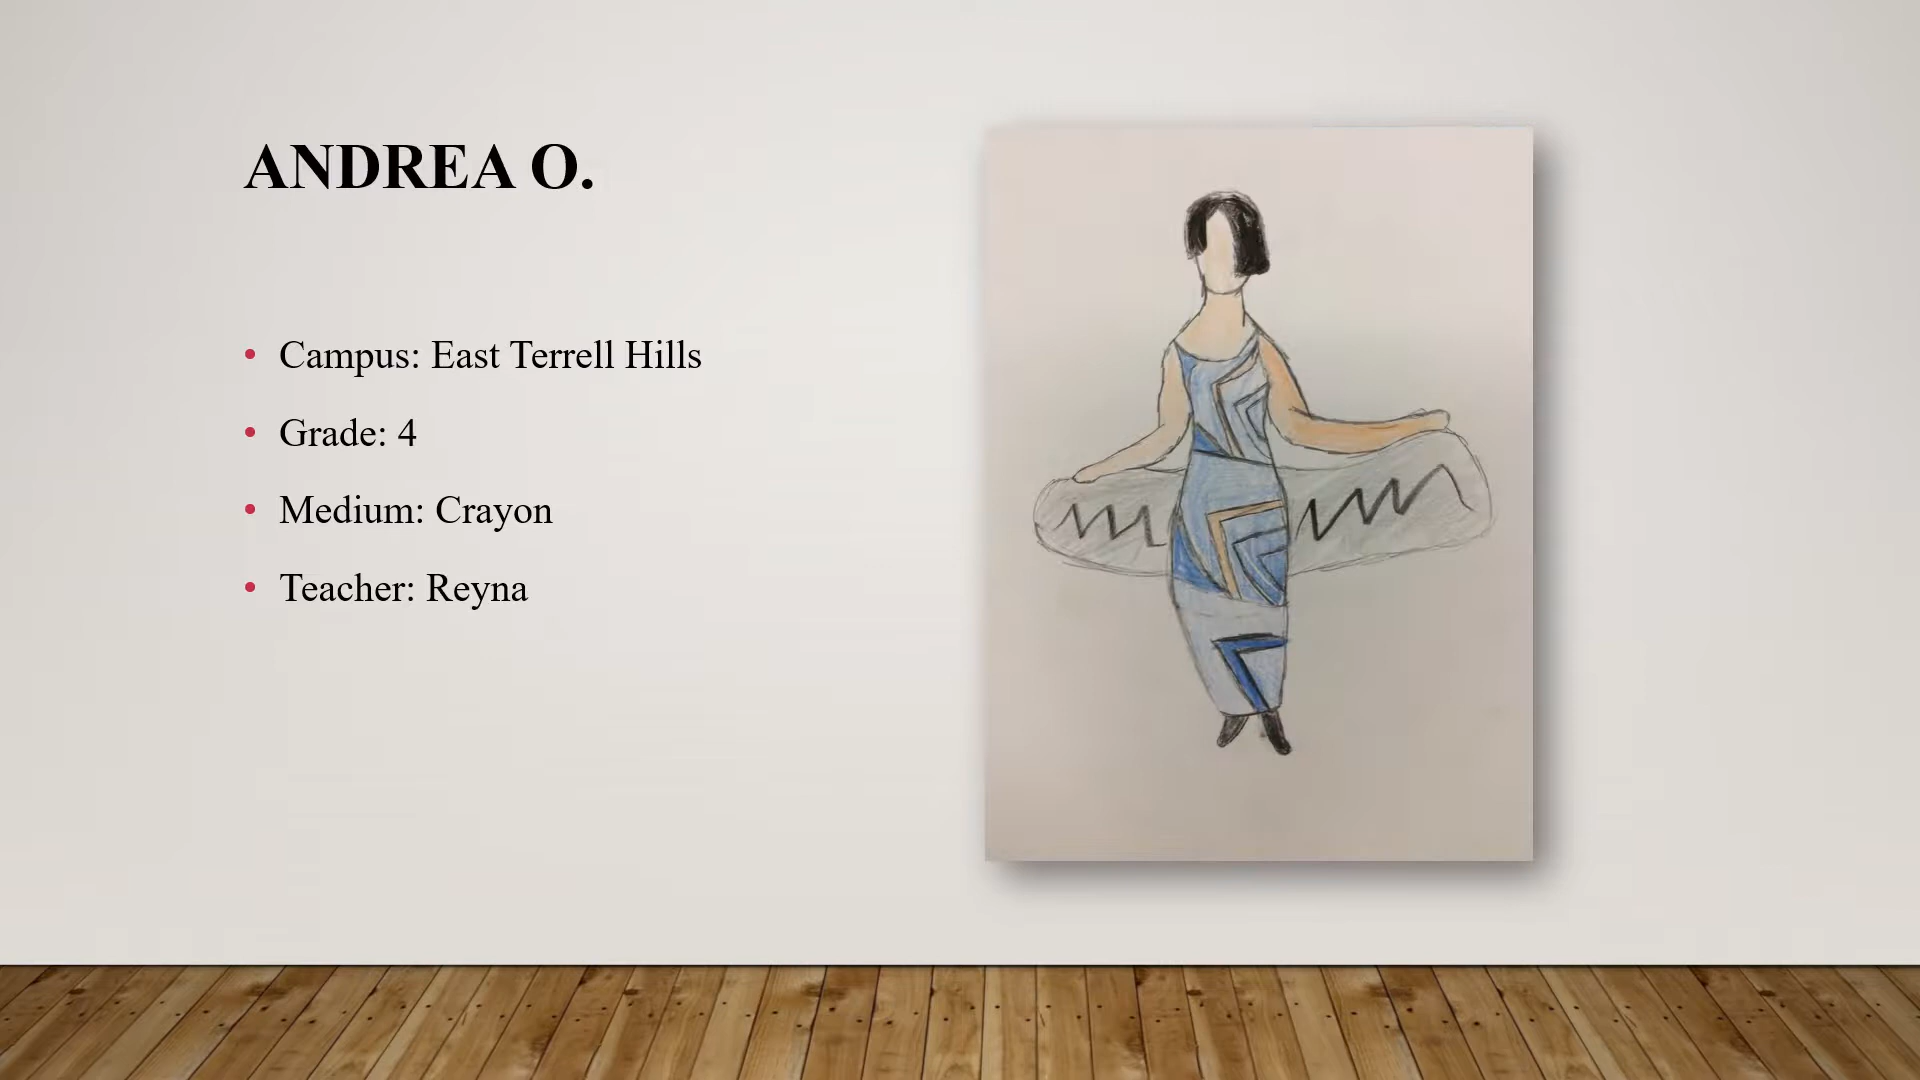 ANDREA O.
Campus: East Terrell Hills
Grade: 4
Medium: Crayon
Teacher: Reyna